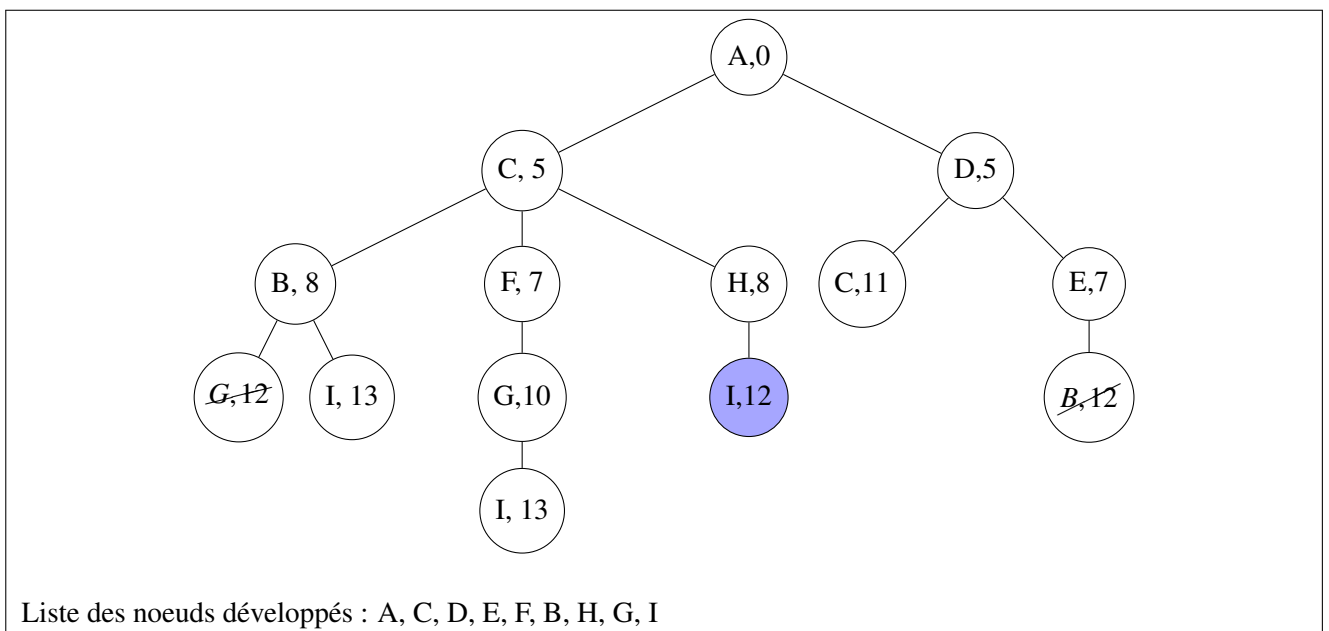 A,0
C, 5
D,5
B, 8
F, 7
H,8
C,11
E,7
G,12
I, 13
G,10
I,12
B,12
I, 13
Liste des noeuds développés : A, C, D, E, F, B, H, G, I